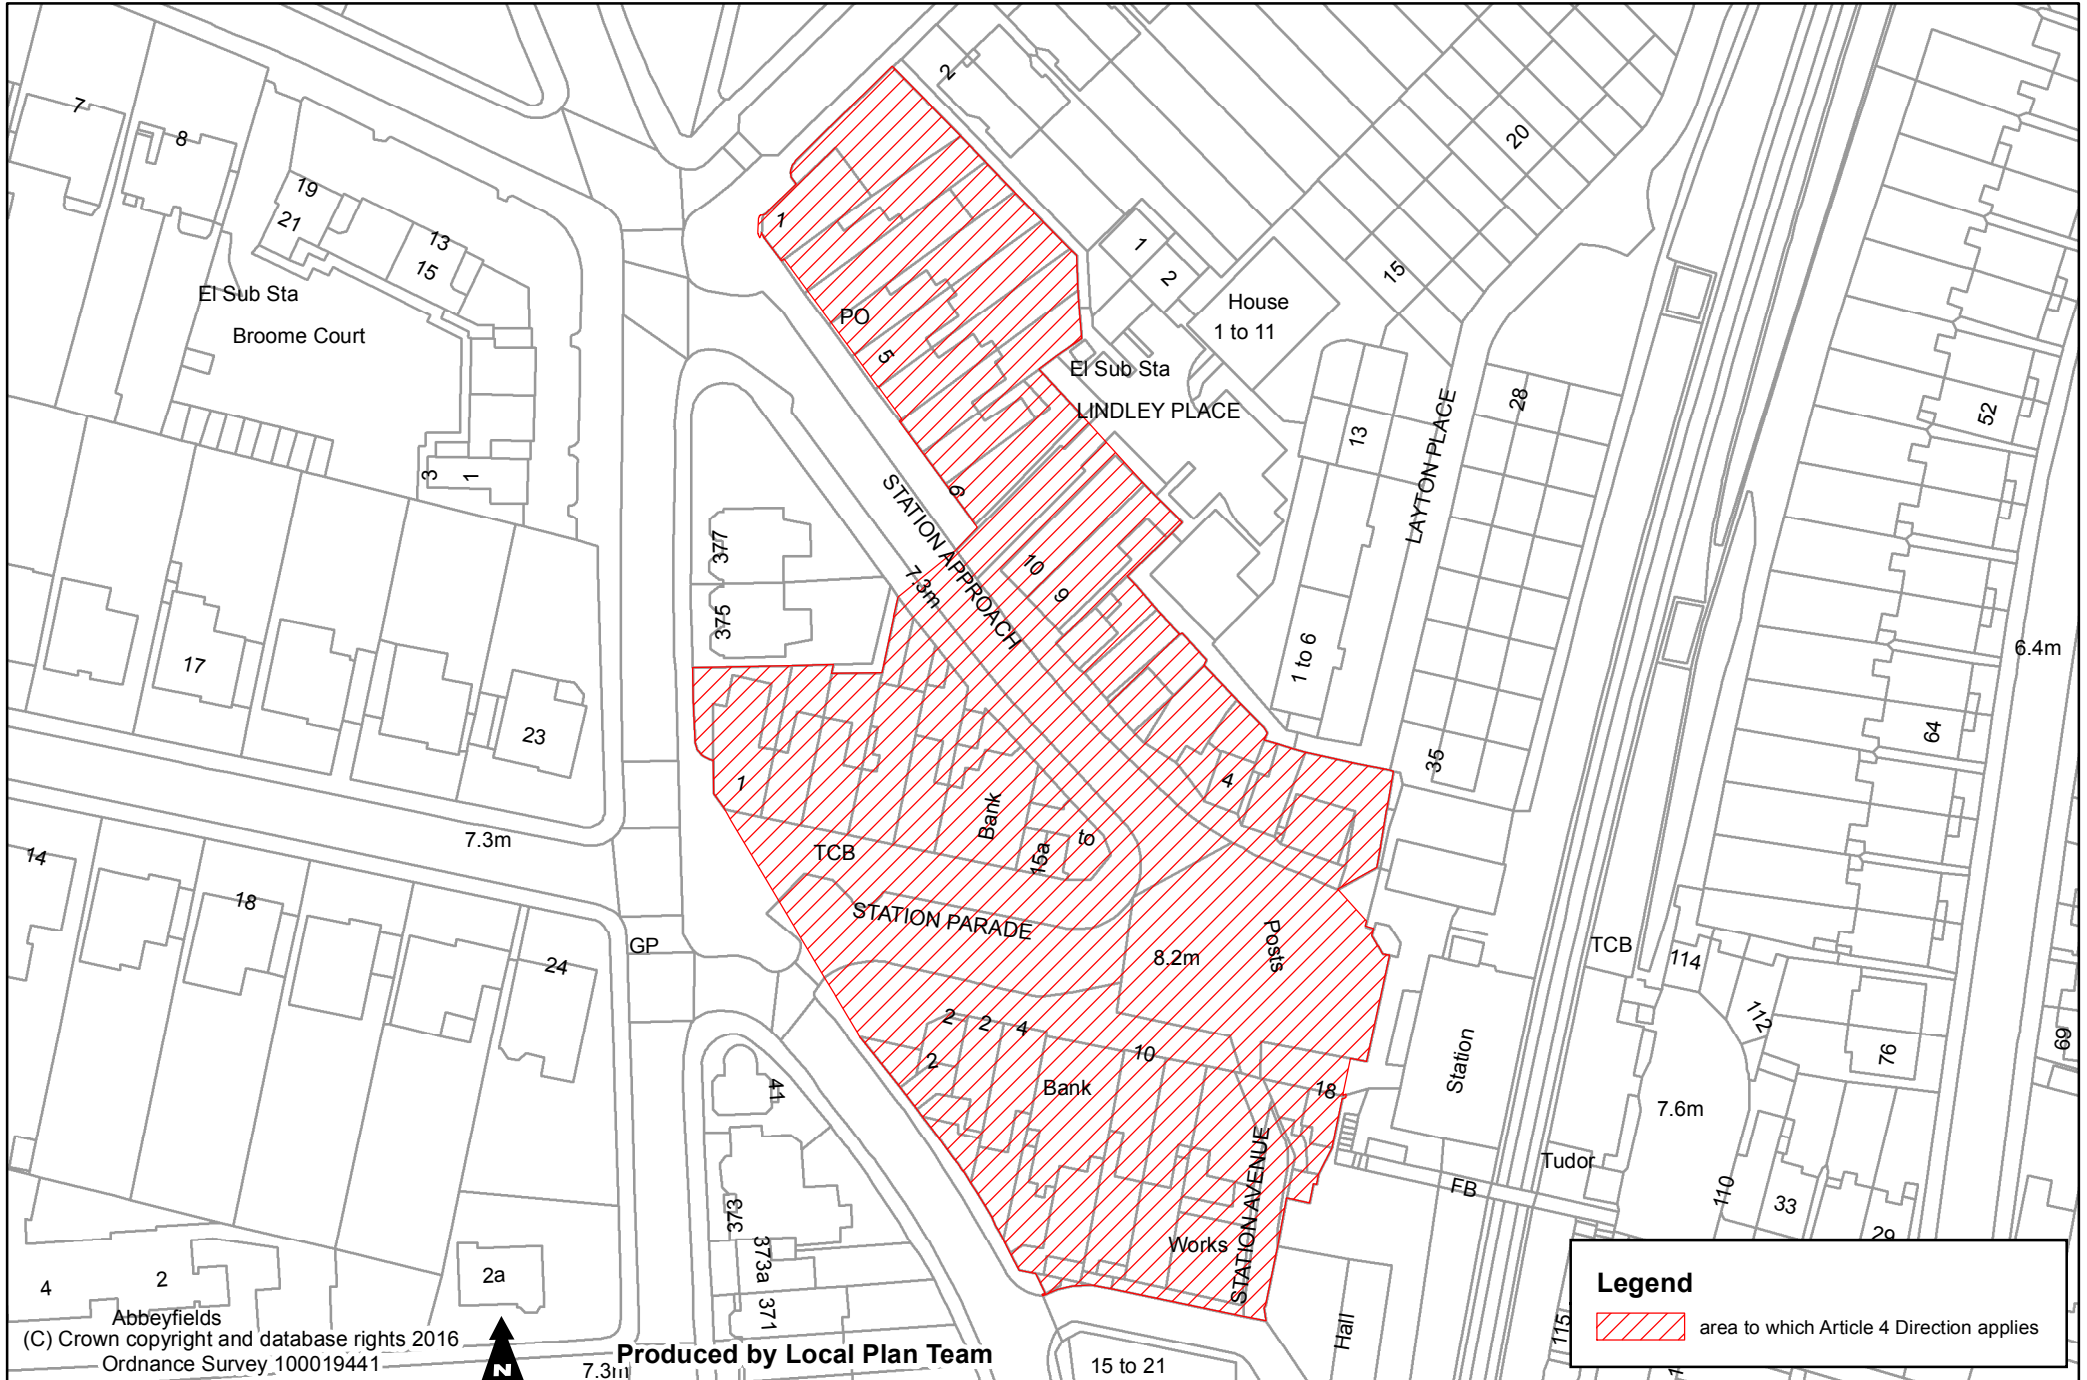 2
7
8
20
19
21
1
13
15
1
2
15
El Sub Sta
House
1 to 11
Broome Court
PO
5
El Sub Sta
LINDLEY PLACE
28
52
13
LAYTON PLACE
3
1
6
STATION APPROACH
377
10
9
7.3m
375
17
1 to 6
6.4m
23
64
35
4
1
Bank
to
7.3m
TCB
15a
14
18
STATION PARADE
GP
Posts
TCB
24
8.2m
114
2
2
4
112
10
2
Station
76
69
Bank
18
41
7.6m
STATION AVENUE
Tudor
FB
110
33
373
29
Works
373a
2a
4
2
371
Hall
115
Abbeyfields
15 to 21
7.3m
Legend
area to which Article 4 Direction applies
(C) Crown copyright and database rights 2016
Ordnance Survey 100019441
N
Produced by Local Plan Team